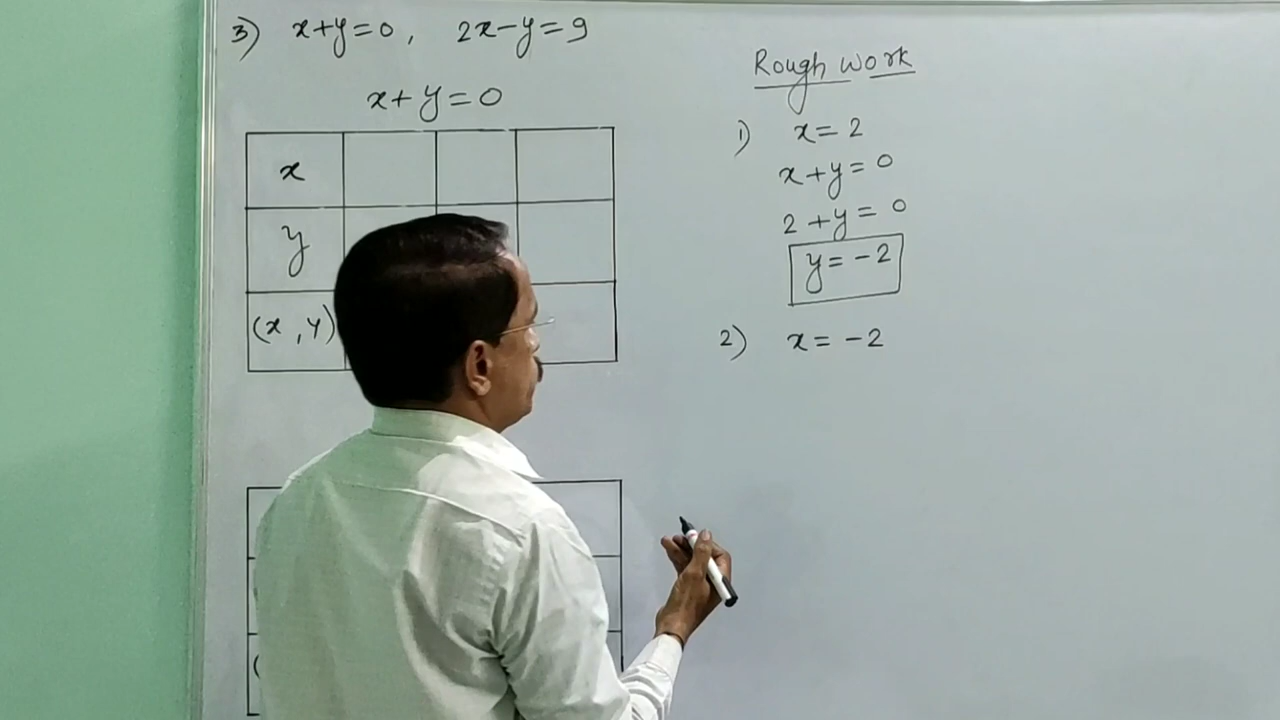 3) x+y=0, 2x-y=9
x+y=0
x
y
(x, y)
(
Rough work
1) x=2
x+y=0
2+y=0
y=-2
2) x=-2